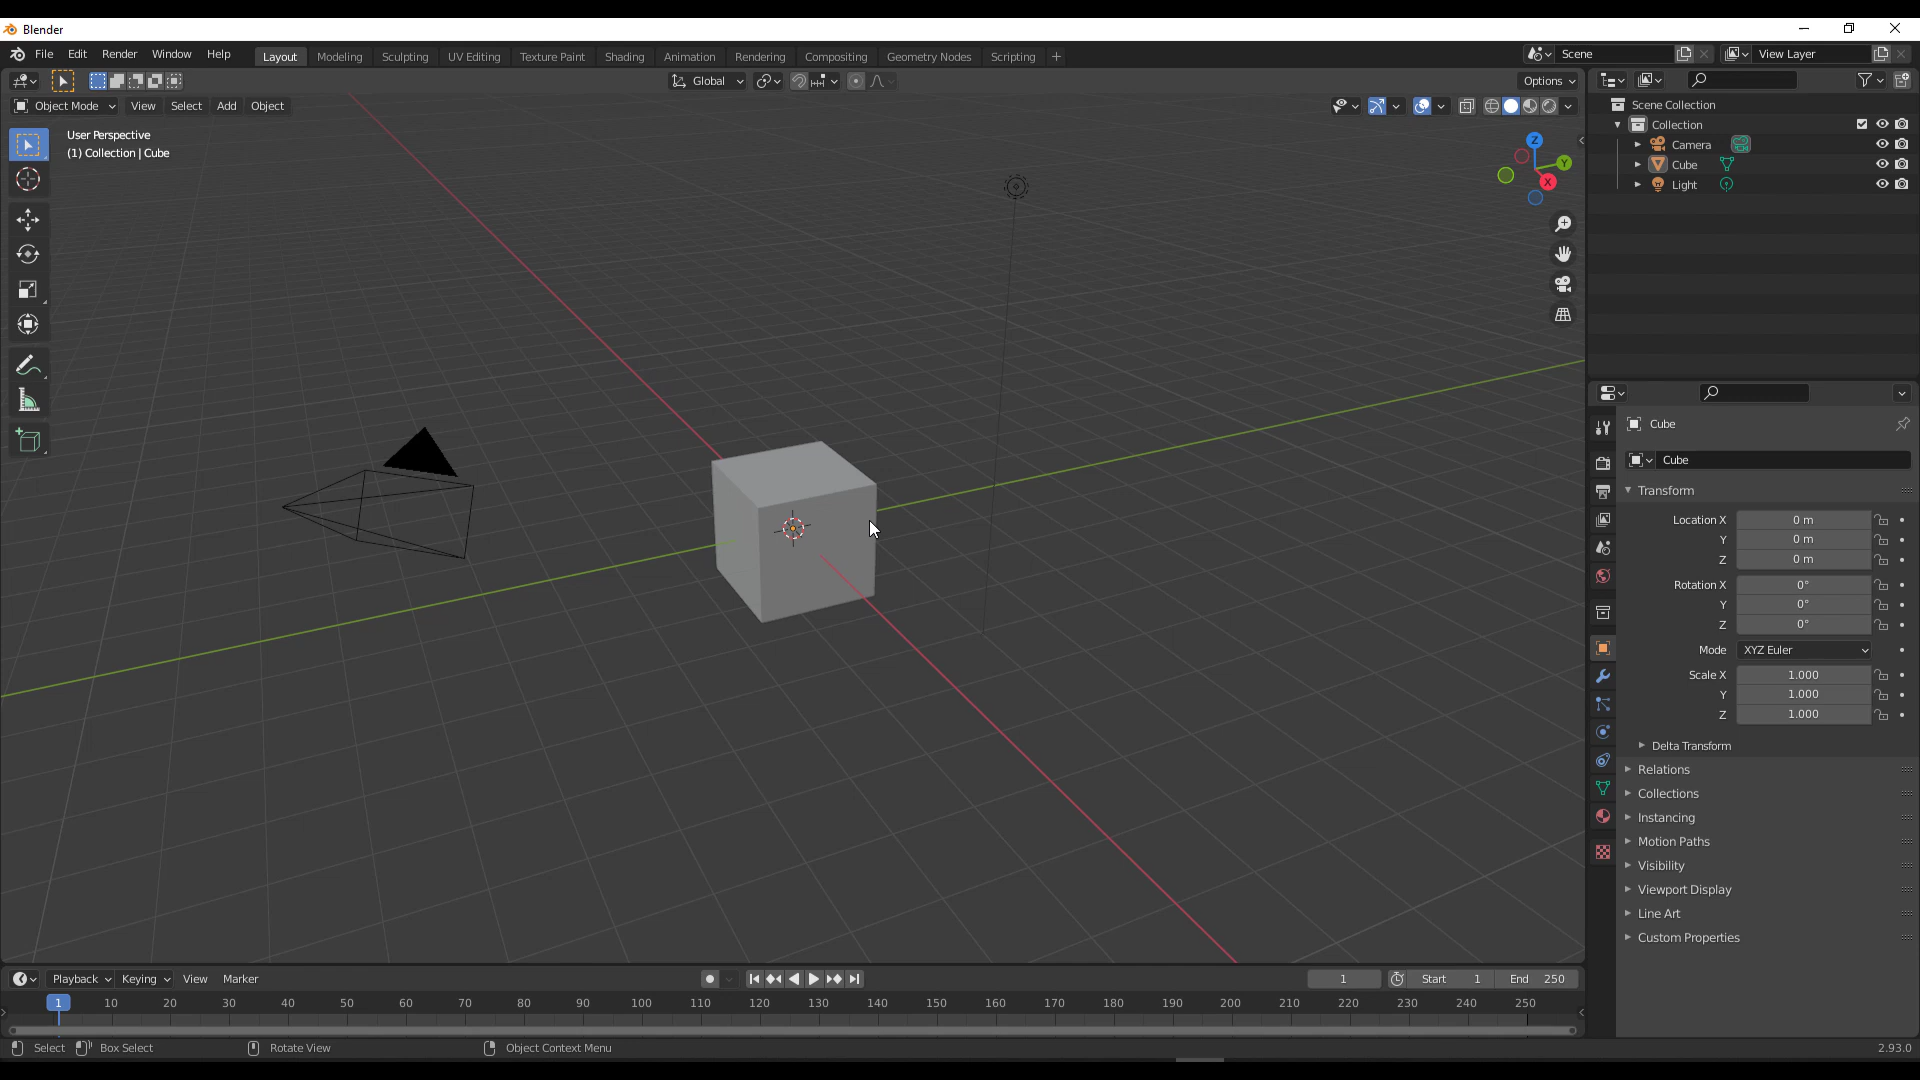 Blender
File Edit Render Window Help Layout Modeling Sculpting UV Editing Texture Paint Shading Animation Rendering Compositing Geometry Nodes Scripting + Scene View Layer
Global Options
Object Mode View Select Add Object
User Perspective
(1) Collection | Cube
Z
Y
X
Scene Collection
Collection
Camera
Cube
Light
Cube
Cube
Transform
Location X 0 m
Y 0 m
Z 0 m
Rotation X 0°
Y 0°
Z 0°
Mode XYZ Euler
Scale X 1.000
Y 1.000
Z 1.000
Delta Transform
Relations
Collections
Instancing
Motion Paths
Visibility
Viewport Display
Line Art
Custom Properties
Playback Keying View Marker 1 Start 1 End 250
1 10 20 30 40 50 60 70 80 90 100 110 120 130 140 150 160 170 180 190 200 210 220 230 240 250
Select Box Select Rotate View Object Context Menu 2.93.0